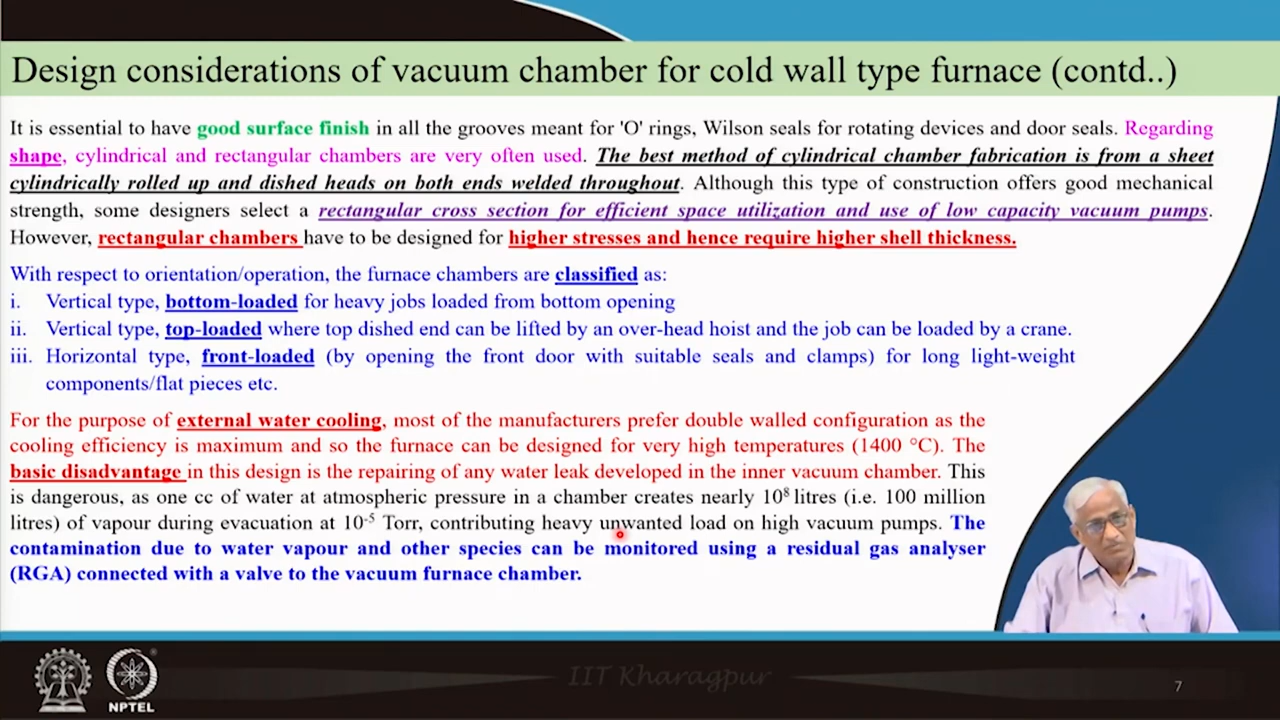 Design considerations of vacuum chamber for cold wall type furnace (contd..)
It is essential to have good surface finish in all the grooves meant for 'O' rings, Wilson seals for rotating devices and door seals. Regarding
shape, cylindrical and rectangular chambers are very often used. The best method of cylindrical chamber fabrication is from a sheet
cylindrically rolled up and dished heads on both ends welded throughout. Although this type of construction offers good mechanical
strength, some designers select a rectangular cross section for efficient space utilization and use of low capacity vacuum pumps.
However, rectangular chambers have to be designed for higher stresses and hence require higher shell thickness.
With respect to orientation/operation, the furnace chambers are classified as:
i. Vertical type, bottom-loaded for heavy jobs loaded from bottom opening
ii. Vertical type, top-loaded where top dished end can be lifted by an over-head hoist and the job can be loaded by a crane.
iii. Horizontal type, front-loaded (by opening the front door with suitable seals and clamps) for long light-weight
components/flat pieces etc.
For the purpose of external water cooling, most of the manufacturers prefer double walled configuration as the
cooling efficiency is maximum and so the furnace can be designed for very high temperatures (1400 °C). The
basic disadvantage in this design is the repairing of any water leak developed in the inner vacuum chamber. This
is dangerous, as one cc of water at atmospheric pressure in a chamber creates nearly 10⁸ litres (i.e. 100 million
litres) of vapour during evacuation at 10⁻⁵ Torr, contributing heavy unwanted load on high vacuum pumps. The
contamination due to water vapour and other species can be monitored using a residual gas analyser
(RGA) connected with a valve to the vacuum furnace chamber.
IIT Kharagpur
NPTEL
7